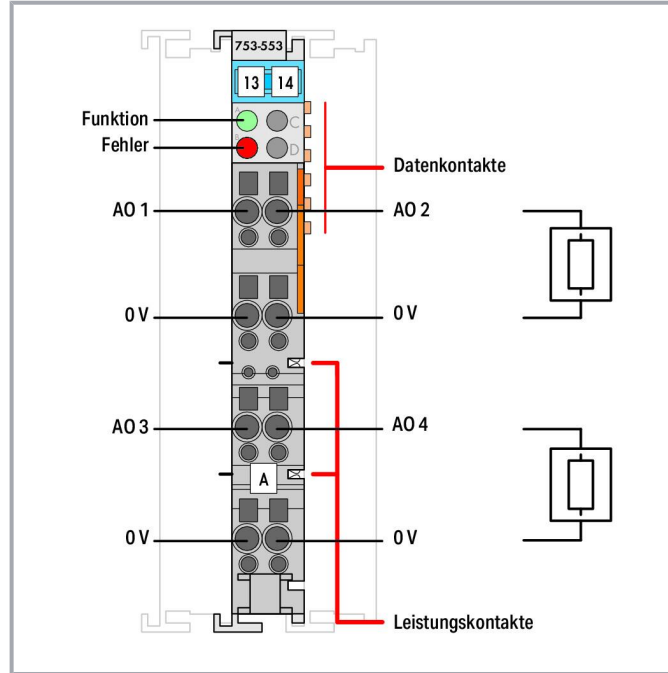 753-553
13 14
A C
Funktion
B D
Fehler
Datenkontakte
AO 1 AO 2
0 V 0 V
AO 3 AO 4
A
0 V 0 V
Leistungskontakte